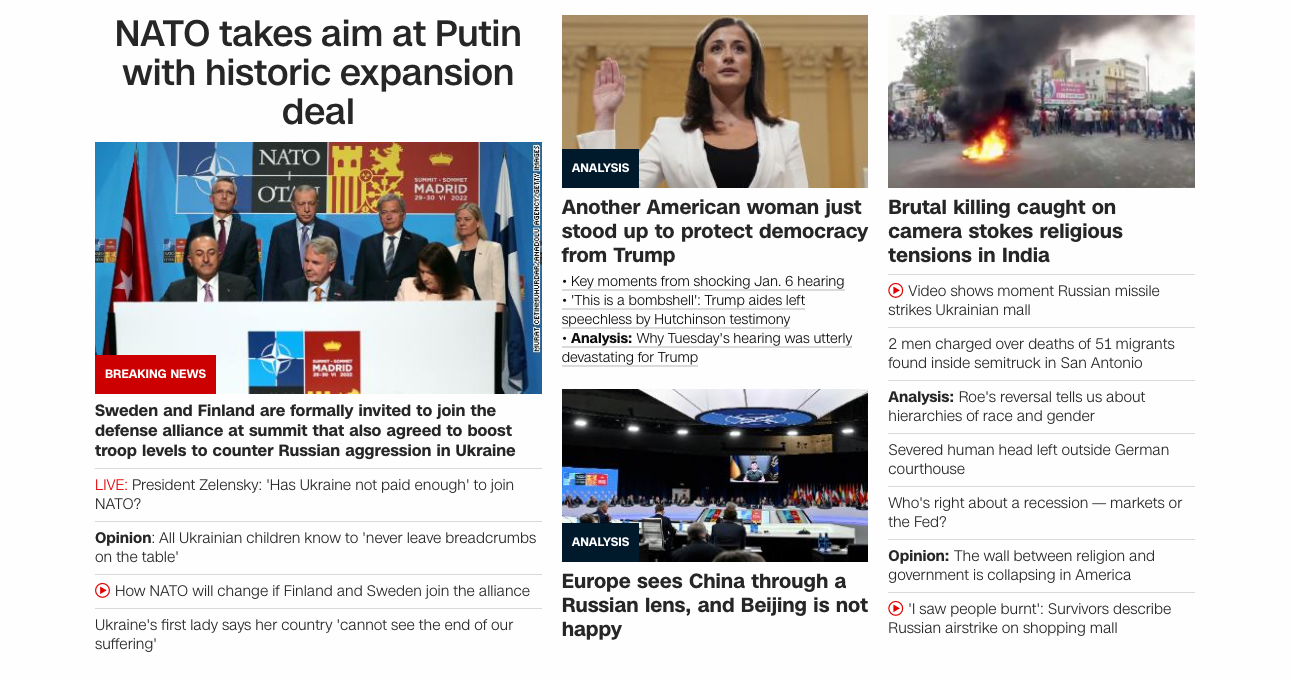 NATO takes aim at Putin
with historic expansion
deal
NATO
OTAN
SUMMIT • SOMMET
MADRID
29-30 VI 2022
MADRID
BREAKING NEWS
Sweden and Finland are formally invited to join the
defense alliance at summit that also agreed to boost
troop levels to counter Russian aggression in Ukraine
LIVE: President Zelensky: 'Has Ukraine not paid enough' to join
NATO?
Opinion: All Ukrainian children know to 'never leave breadcrumbs
on the table'
How NATO will change if Finland and Sweden join the alliance
Ukraine's first lady says her country 'cannot see the end of our
suffering'
ANALYSIS
Another American woman just
stood up to protect democracy
from Trump
• Key moments from shocking Jan. 6 hearing
• 'This is a bombshell': Trump aides left
speechless by Hutchinson testimony
• Analysis: Why Tuesday's hearing was utterly
devastating for Trump
ANALYSIS
Europe sees China through a
Russian lens, and Beijing is not
happy
Brutal killing caught on
camera stokes religious
tensions in India
Video shows moment Russian missile
strikes Ukrainian mall
2 men charged over deaths of 51 migrants
found inside semitruck in San Antonio
Analysis: Roe's reversal tells us about
hierarchies of race and gender
Severed human head left outside German
courthouse
Who's right about a recession — markets or
the Fed?
Opinion: The wall between religion and
government is collapsing in America
'I saw people burnt': Survivors describe
Russian airstrike on shopping mall